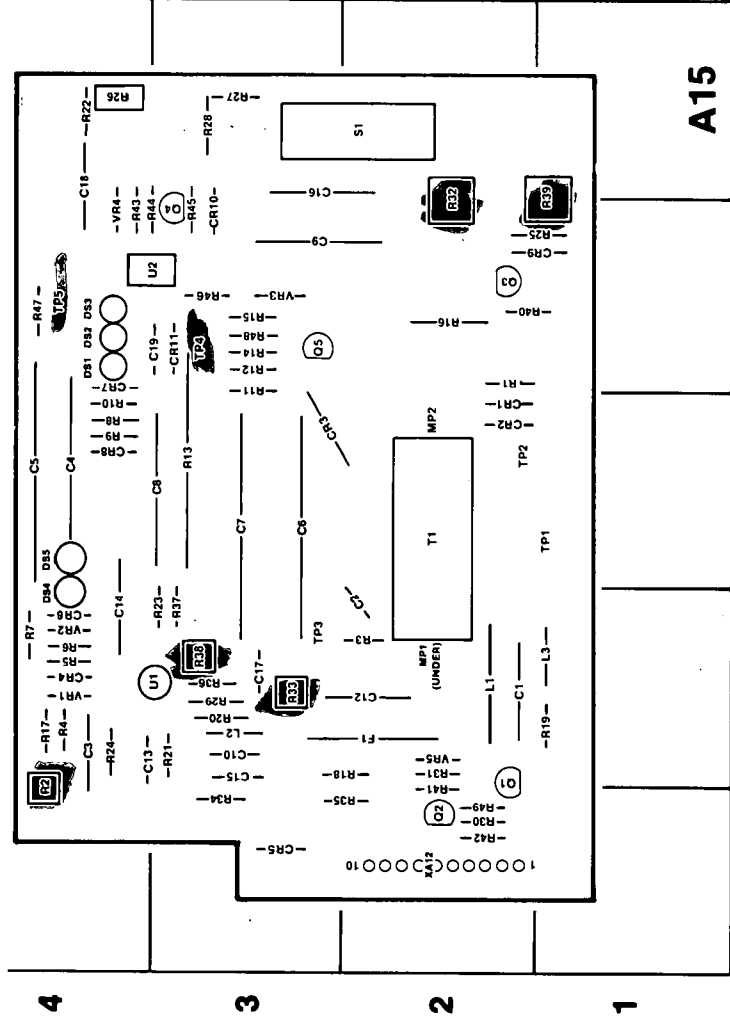 A15
R22
R26
R27
R28
S1
C18
VR4
R43
R44
Q4
R45
CR10
C16
R32
R39
C9
R25
CR9
U2
Q3
R47
TP5
DS3
DS2
DS1
C19
CR11
R46
TP4
VR3
R15
R48
R14
R12
R11
Q5
R16
R40
CR7
R10
R8
R9
CR8
R1
CR1
CR2
CR3
MP2
TP2
C5
C4
C8
R13
C7
C6
T1
TP1
DS5
DS4
R7
CR6
VR2
R6
R5
CR4
VR1
C14
R23
R37
C2
R3
TP3
MP1
(UNDER)
U1
R38
C17
R33
R36
R29
R20
L2
C10
C15
R34
C12
F1
L1
C1
L3
R19
R17
R4
R2
C3
R24
C13
R21
R18
R35
VR5
R31
R41
Q1
Q2
R49
R30
R42
CR5
10
XA12
1
4
3
2
1